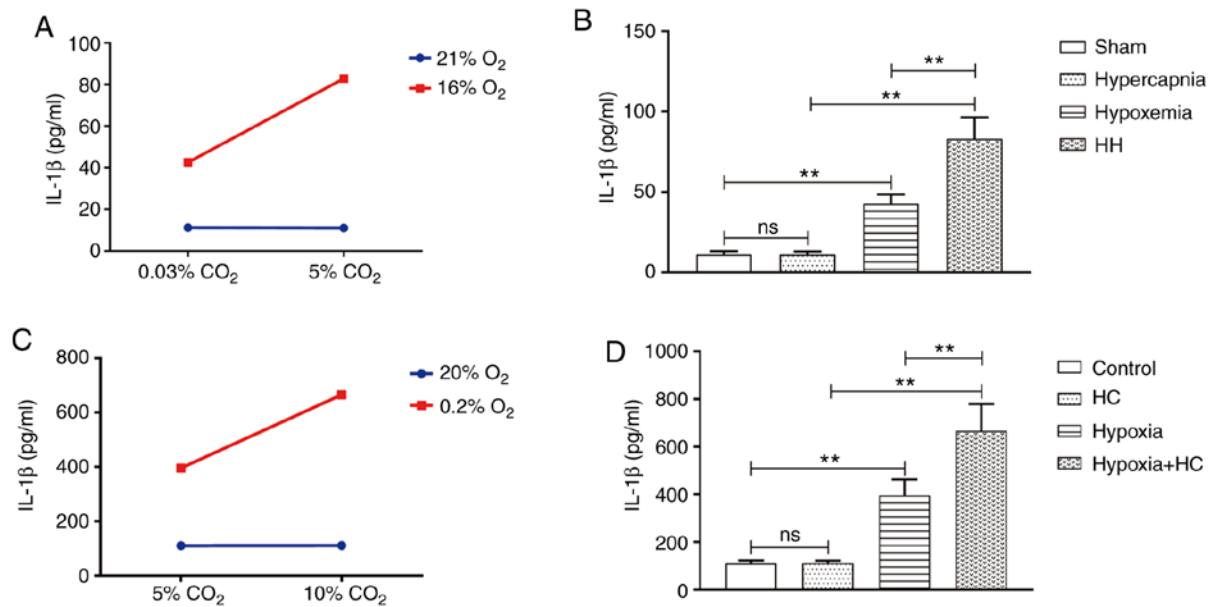 A
IL-1β (pg/ml)
100
80
60
40
20
0
0.03% CO₂
5% CO₂
21% O₂
16% O₂
B
IL-1β (pg/ml)
150
100
50
0
**
**
**
ns
Sham
Hypercapnia
Hypoxemia
HH
C
IL-1β (pg/ml)
800
600
400
200
0
5% CO₂
10% CO₂
20% O₂
0.2% O₂
D
IL-1β (pg/ml)
1000
800
600
400
200
0
**
**
**
ns
Control
HC
Hypoxia
Hypoxia+HC